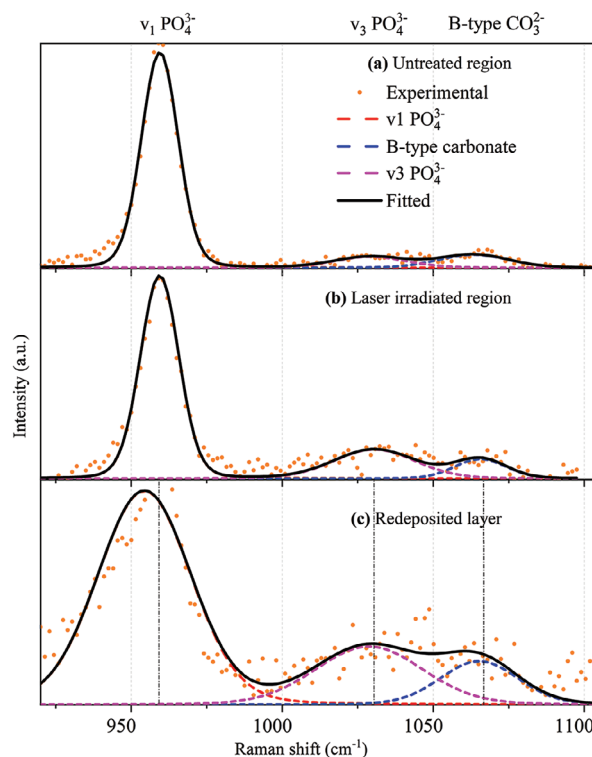 v₁ PO₄³⁻ v₃ PO₄³⁻ B-type CO₃²⁻
(a) Untreated region
Experimental
v1 PO₄³⁻
B-type carbonate
v3 PO₄³⁻
Fitted
(b) Laser irradiated region
(c) Redeposited layer
Intensity (a.u.)
950 1000 1050 1100
Raman shift (cm⁻¹)